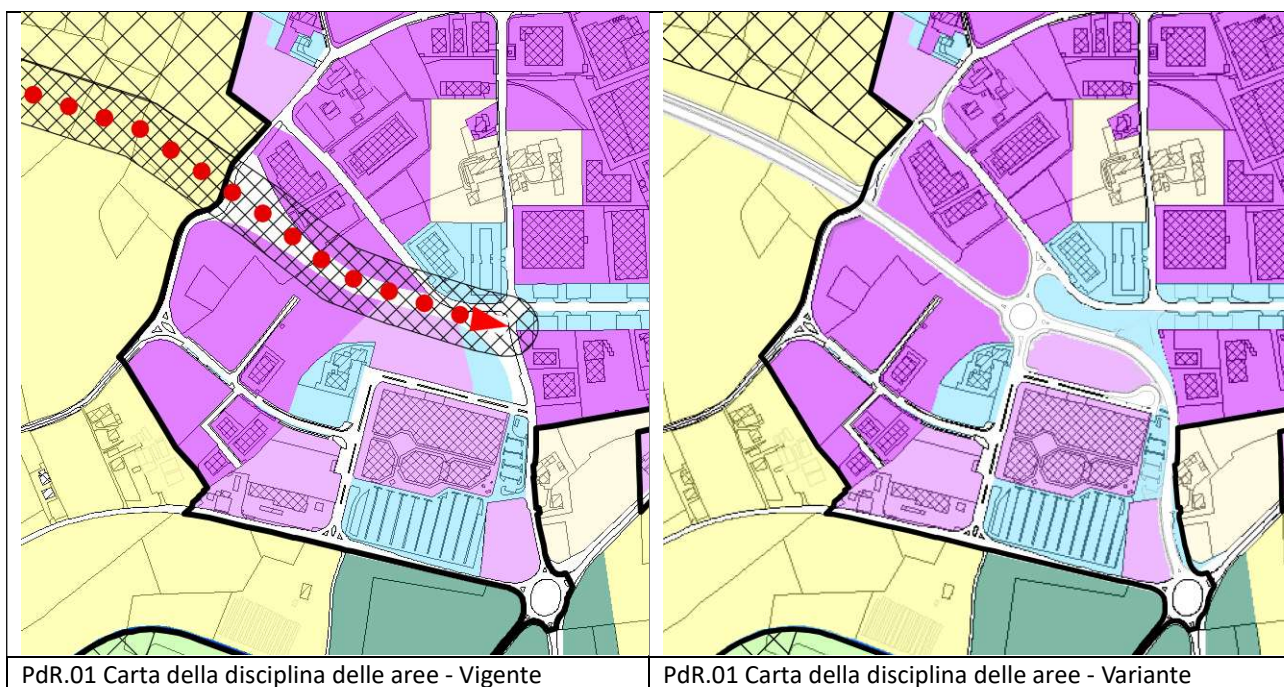 PdR.01 Carta della disciplina delle aree - Vigente
PdR.01 Carta della disciplina delle aree - Variante